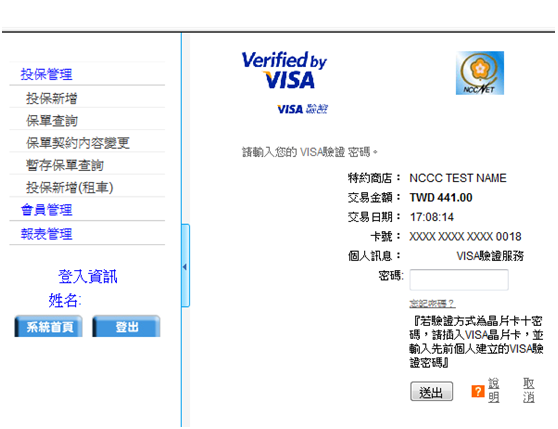 投保管理
投保新增
保單查詢
保單契約內容變更
暫存保單查詢
投保新增(租車)
會員管理
報表管理
登入資訊
姓名:
系統首頁
登出
Verified by
VISA
VISA 驗證
NCCCNET
請輸入您的 VISA驗證 密碼。
特約商店： NCCC TEST NAME
交易金額： TWD 441.00
交易日期： 17:08:14
卡號： XXXX XXXX XXXX 0018
個人訊息： VISA驗證服務
密碼:
忘記密碼？
『若驗證方式為晶片卡十密
碼，請插入VISA晶片卡，並
輸入先前個人建立的VISA驗
證密碼』
送出
? 說明
取消